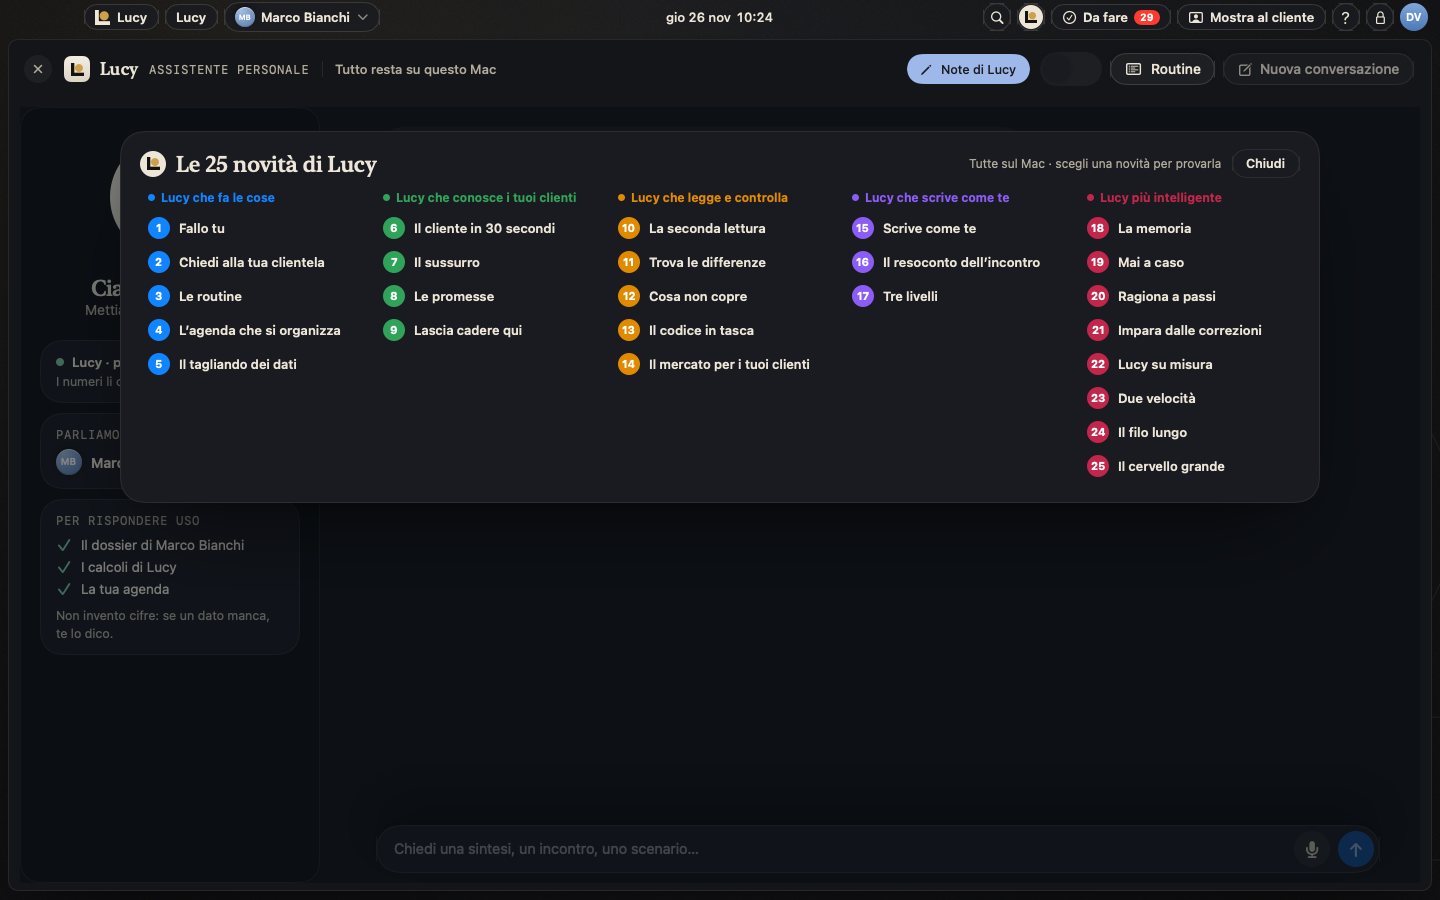 Lucy
Lucy
MB Marco Bianchi
gio 26 nov 10:24
Da fare 29
Mostra al cliente
?
DV
Lucy ASSISTENTE PERSONALE Tutto resta su questo Mac
Note di Lucy
Routine
Nuova conversazione
Le 25 novità di Lucy
Tutte sul Mac · scegli una novità per provarla
Chiudi
Lucy che fa le cose
1 Fallo tu
2 Chiedi alla tua clientela
3 Le routine
4 L’agenda che si organizza
5 Il tagliando dei dati
Lucy che conosce i tuoi clienti
6 Il cliente in 30 secondi
7 Il sussurro
8 Le promesse
9 Lascia cadere qui
Lucy che legge e controlla
10 La seconda lettura
11 Trova le differenze
12 Cosa non copre
13 Il codice in tasca
14 Il mercato per i tuoi clienti
Lucy che scrive come te
15 Scrive come te
16 Il resoconto dell’incontro
17 Tre livelli
Lucy più intelligente
18 La memoria
19 Mai a caso
20 Ragiona a passi
21 Impara dalle correzioni
22 Lucy su misura
23 Due velocità
24 Il filo lungo
25 Il cervello grande
Lucy ·
I numeri li
PARLIAMO
MB
PER RISPONDERE USO
Il dossier di Marco Bianchi
I calcoli di Lucy
La tua agenda
Non invento cifre: se un dato manca,
te lo dico.
Chiedi una sintesi, un incontro, uno scenario…